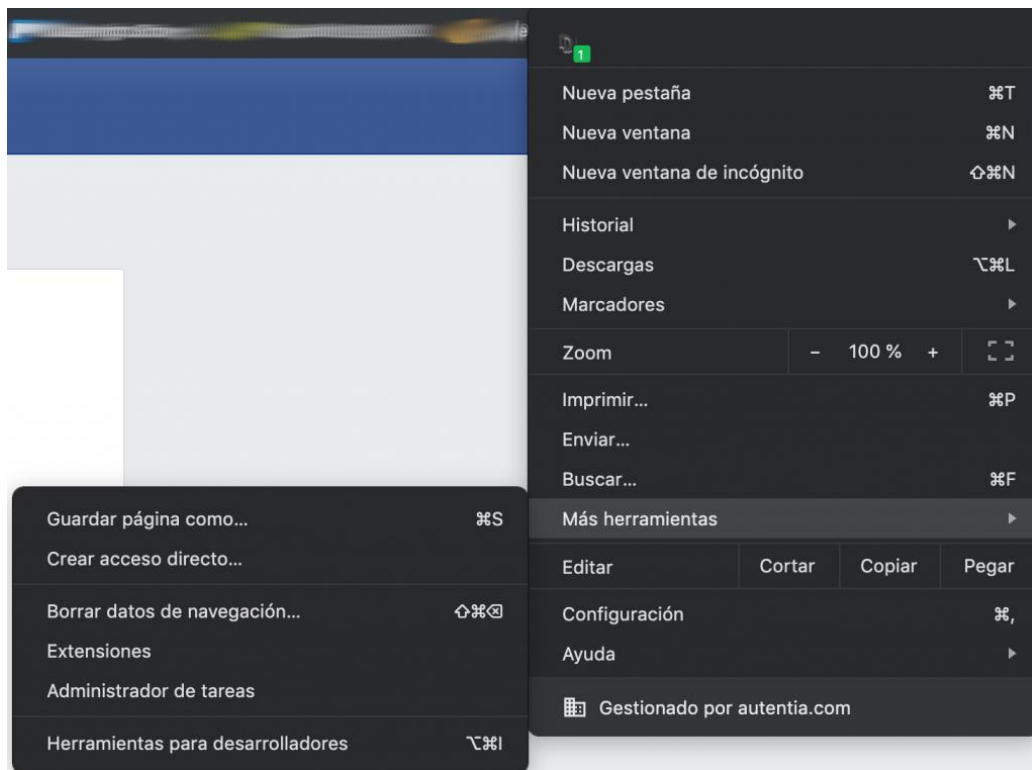 1
Nueva pestaña ⌘T
Nueva ventana ⌘N
Nueva ventana de incógnito ⇧⌘N
Historial
Descargas ⌥⌘L
Marcadores
Zoom - 100 % +
Imprimir... ⌘P
Enviar...
Buscar... ⌘F
Más herramientas
Editar Cortar Copiar Pegar
Configuración ⌘,
Ayuda
Gestionado por autentia.com
Guardar página como... ⌘S
Crear acceso directo...
Borrar datos de navegación... ⇧⌘⌫
Extensiones
Administrador de tareas
Herramientas para desarrolladores ⌥⌘I